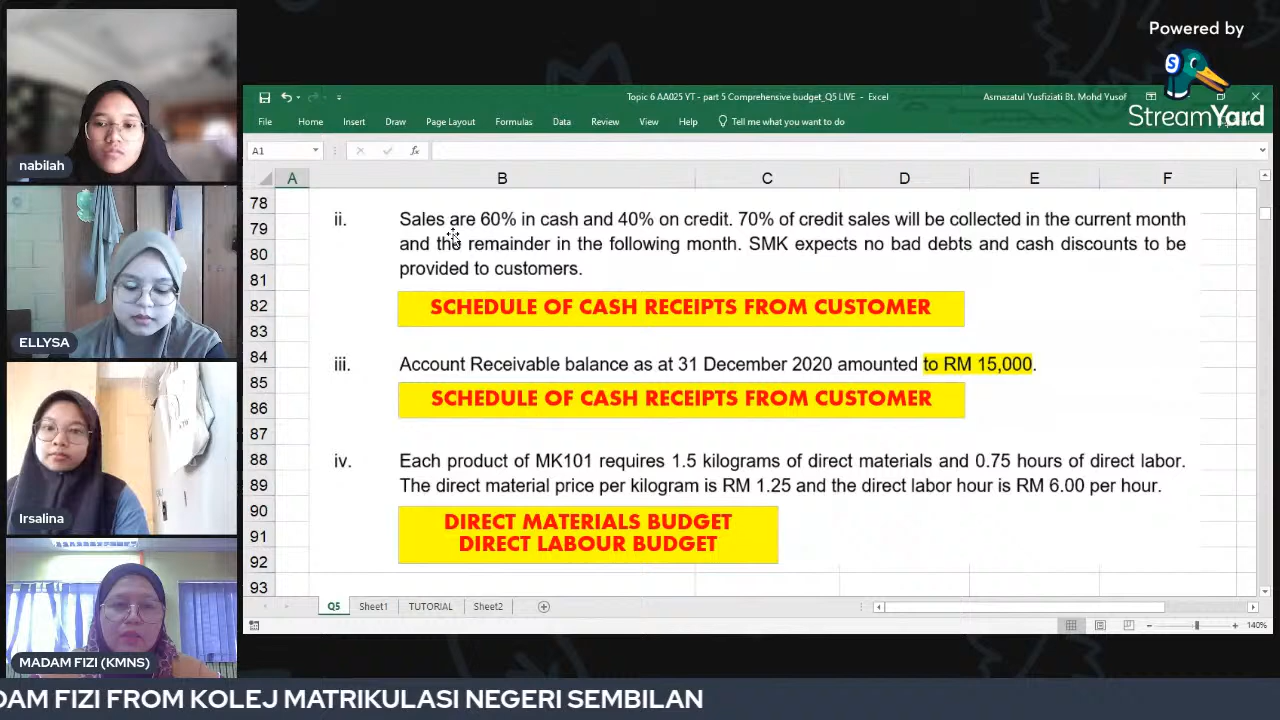 Powered by
StreamYard
nabilah
ELLYSA
Irsalina
MADAM FIZI (KMNS)
Topic 6 AA025 YT - part 5 Comprehensive budget_Q5 LIVE - Excel
Asmazatul Yusfiziati Bt. Mohd Yusof
File Home Insert Draw Page Layout Formulas Data Review View Help Tell me what you want to do
A1
fx
A B C D E F
78
79
80
81
82
83
84
85
86
87
88
89
90
91
92
93
ii. Sales are 60% in cash and 40% on credit. 70% of credit sales will be collected in the current month
and the remainder in the following month. SMK expects no bad debts and cash discounts to be
provided to customers.
SCHEDULE OF CASH RECEIPTS FROM CUSTOMER
iii. Account Receivable balance as at 31 December 2020 amounted to RM 15,000.
SCHEDULE OF CASH RECEIPTS FROM CUSTOMER
iv. Each product of MK101 requires 1.5 kilograms of direct materials and 0.75 hours of direct labor.
The direct material price per kilogram is RM 1.25 and the direct labor hour is RM 6.00 per hour.
DIRECT MATERIALS BUDGET
DIRECT LABOUR BUDGET
Q5 Sheet1 TUTORIAL Sheet2
140%
DAM FIZI FROM KOLEJ MATRIKULASI NEGERI SEMBILAN